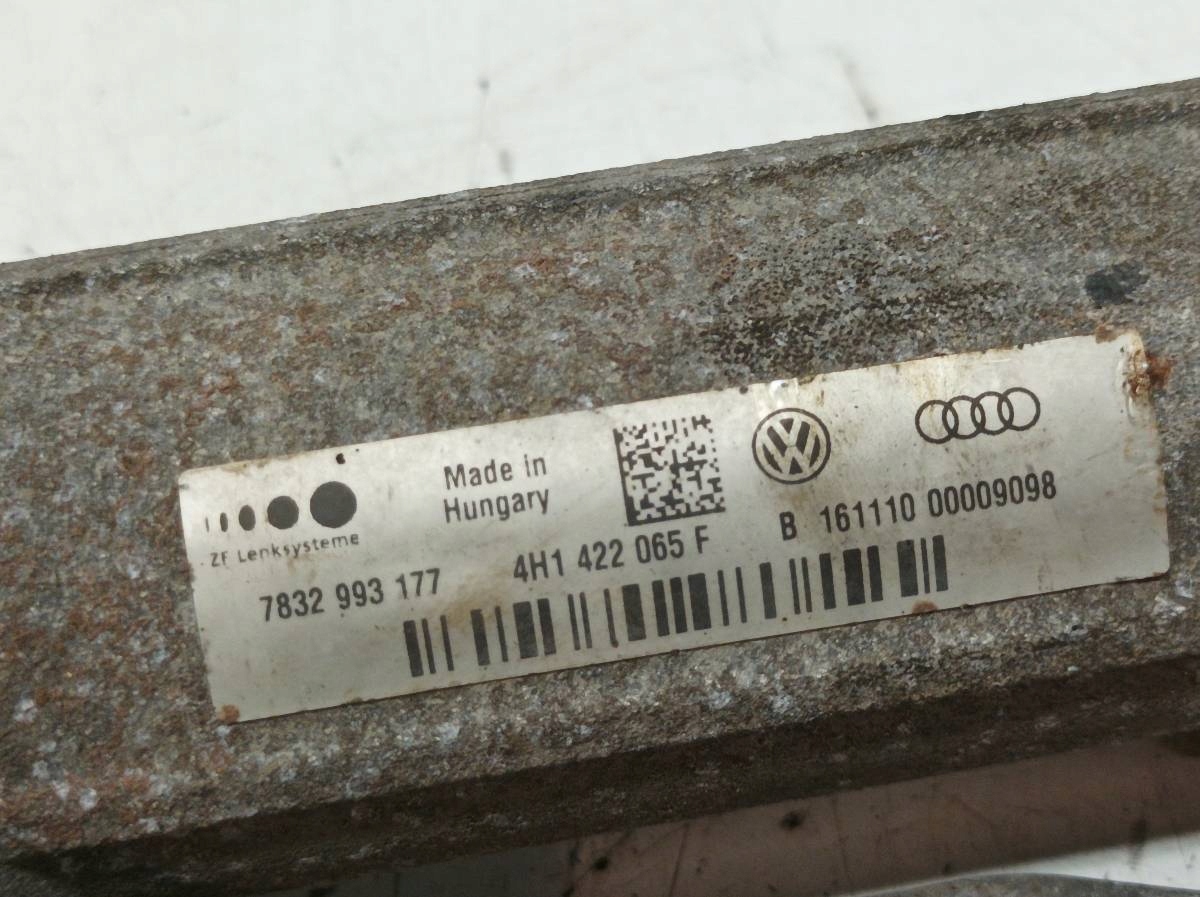 Made in
Hungary
ZF Lenksysteme
7832 993 177 4H1 422 065 F B 161110 00009098